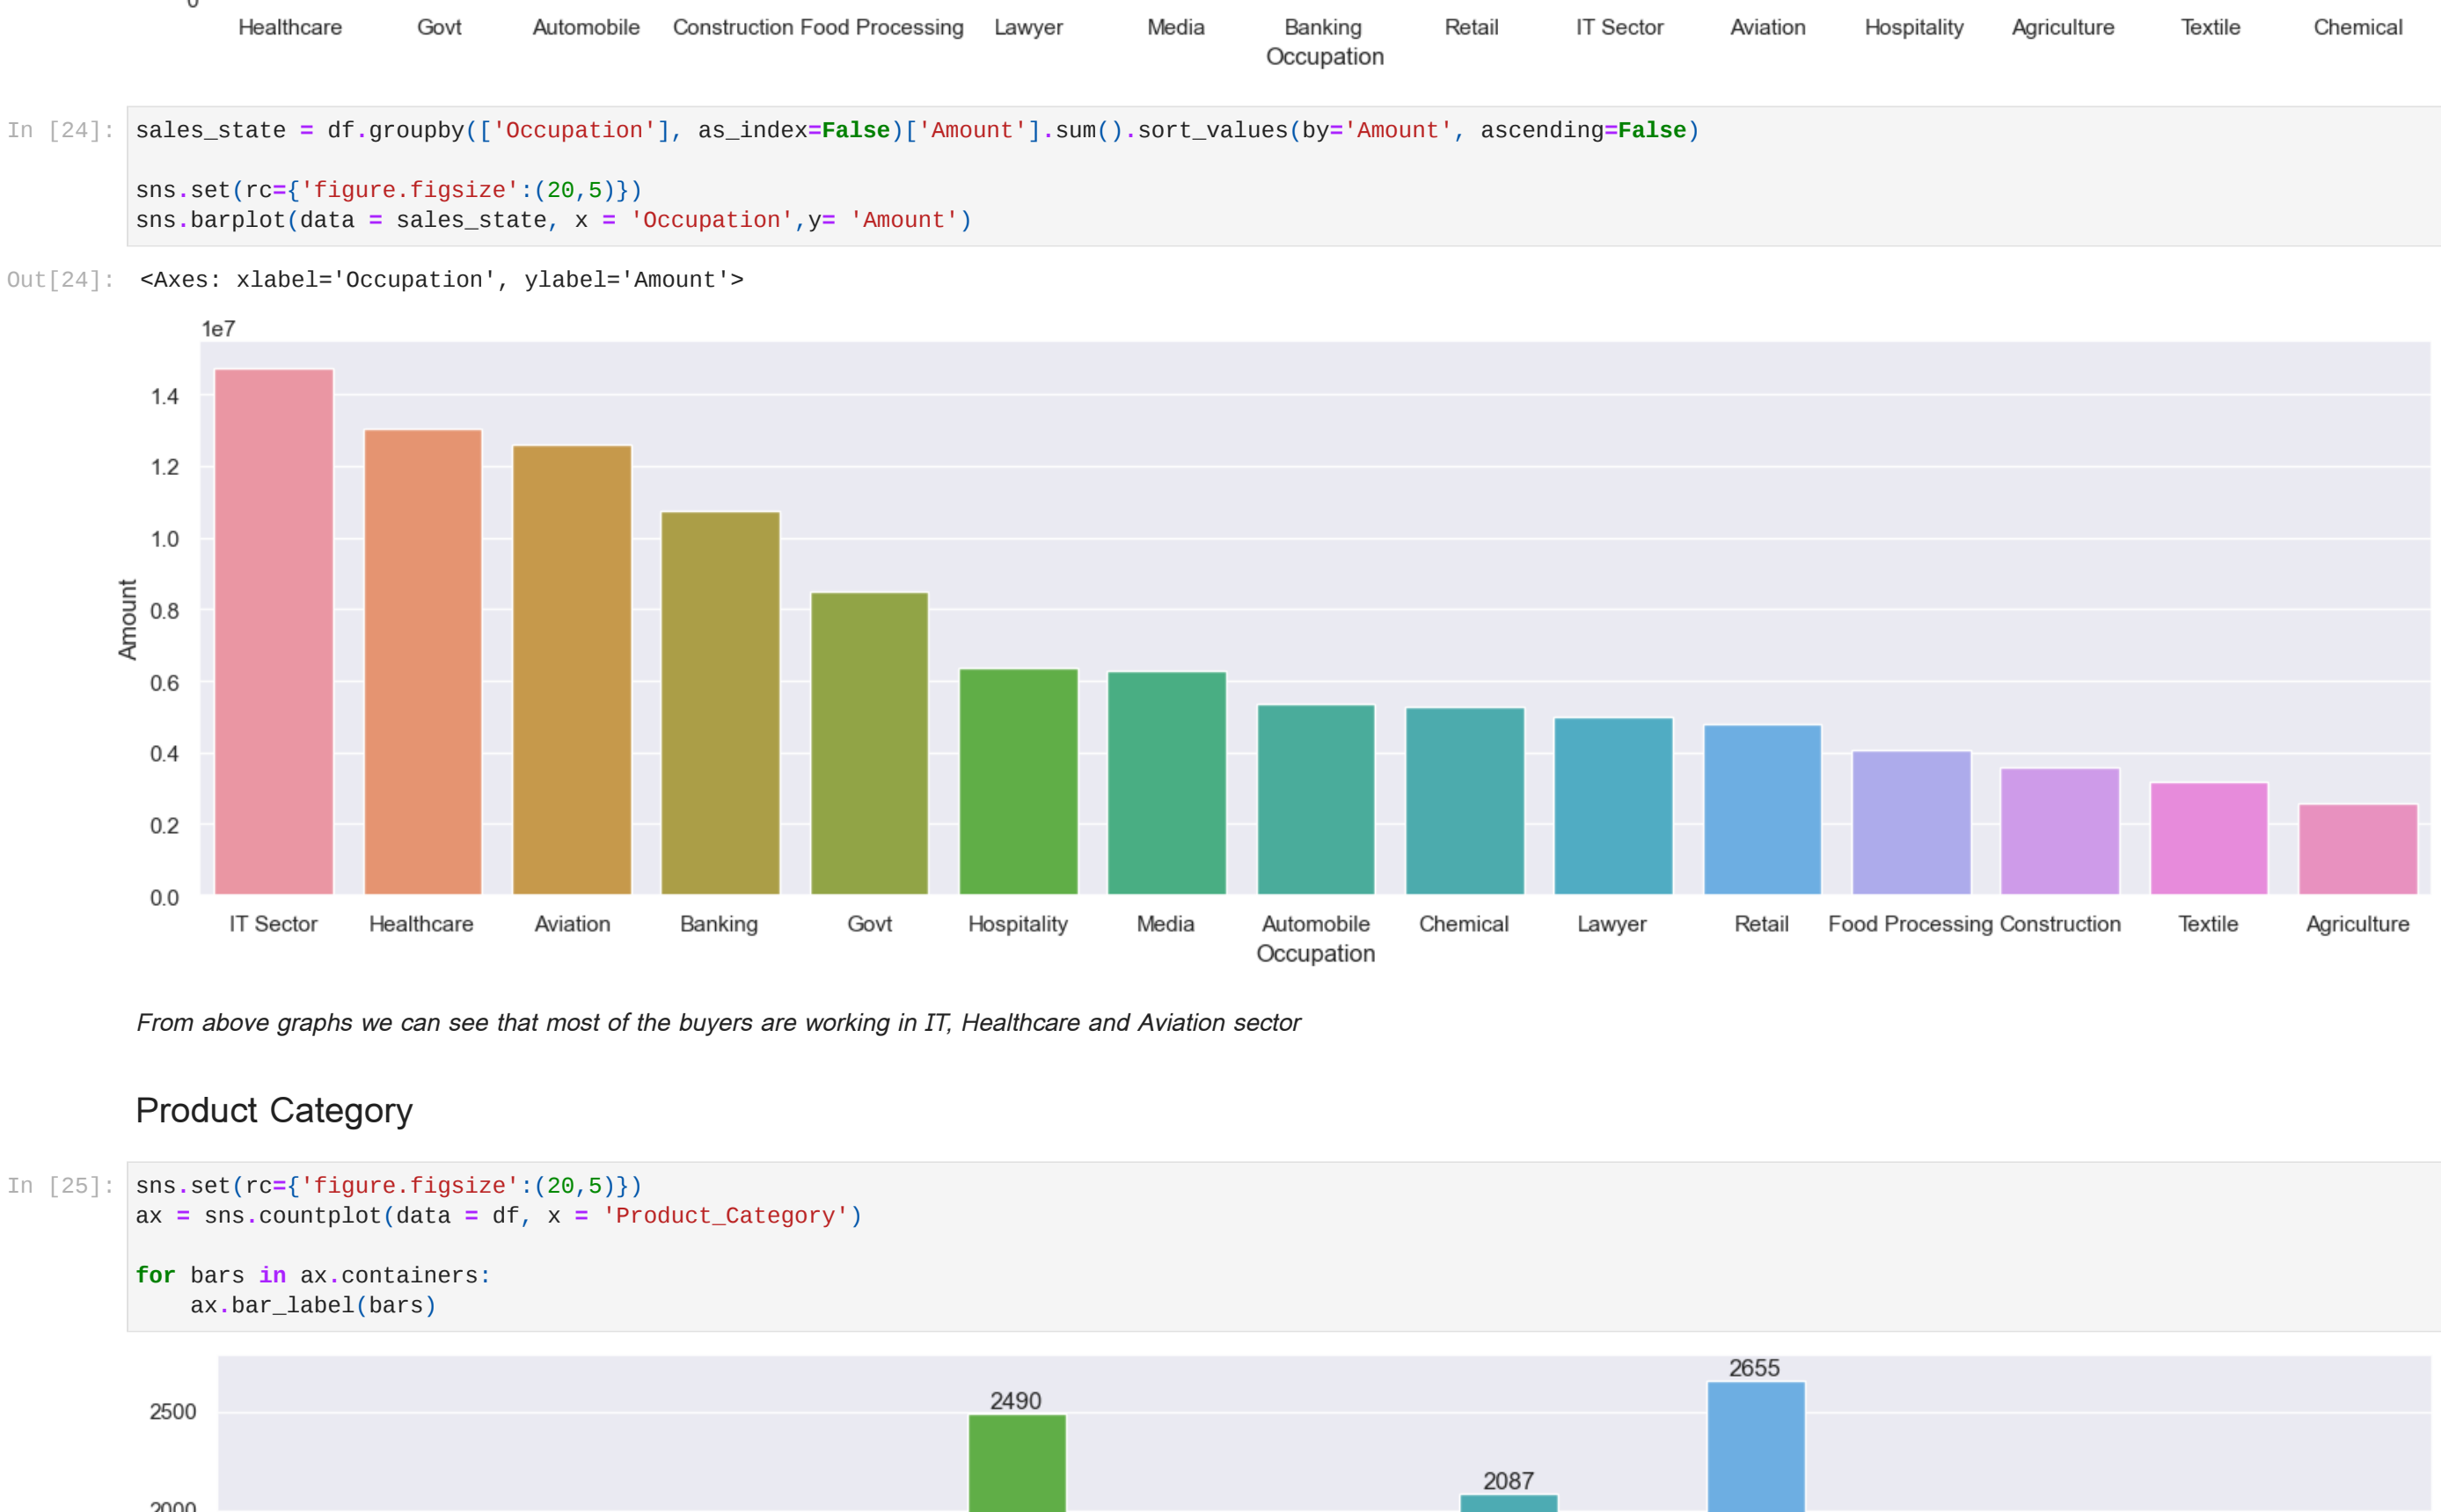 0
Healthcare Govt Automobile Construction Food Processing Lawyer Media Banking Retail IT Sector Aviation Hospitality Agriculture Textile Chemical
Occupation
In [24]: sales_state = df.groupby(['Occupation'], as_index=False)['Amount'].sum().sort_values(by='Amount', ascending=False)
sns.set(rc={'figure.figsize':(20,5)})
sns.barplot(data = sales_state, x = 'Occupation',y= 'Amount')
Out[24]: <Axes: xlabel='Occupation', ylabel='Amount'>
1e7
1.4
1.2
1.0
0.8
0.6
0.4
0.2
0.0
Amount
IT Sector Healthcare Aviation Banking Govt Hospitality Media Automobile Chemical Lawyer Retail Food Processing Construction Textile Agriculture
Occupation
From above graphs we can see that most of the buyers are working in IT, Healthcare and Aviation sector
Product Category
In [25]: sns.set(rc={'figure.figsize':(20,5)})
ax = sns.countplot(data = df, x = 'Product_Category')
for bars in ax.containers:
    ax.bar_label(bars)
2655
2490
2500
2087
2000